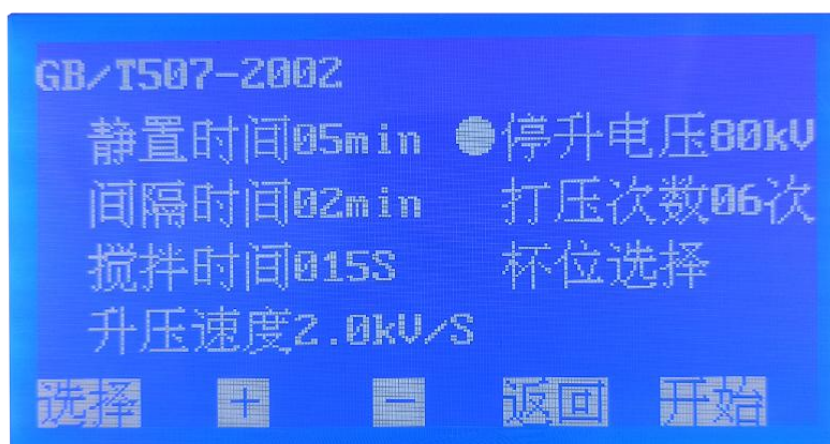 GB/T507-2002
静置时间05min ●停升电压80kV
间隔时间02min 打压次数06次
搅拌时间015S 杯位选择
升压速度2.0kV/S
选择 + - 返回 开始